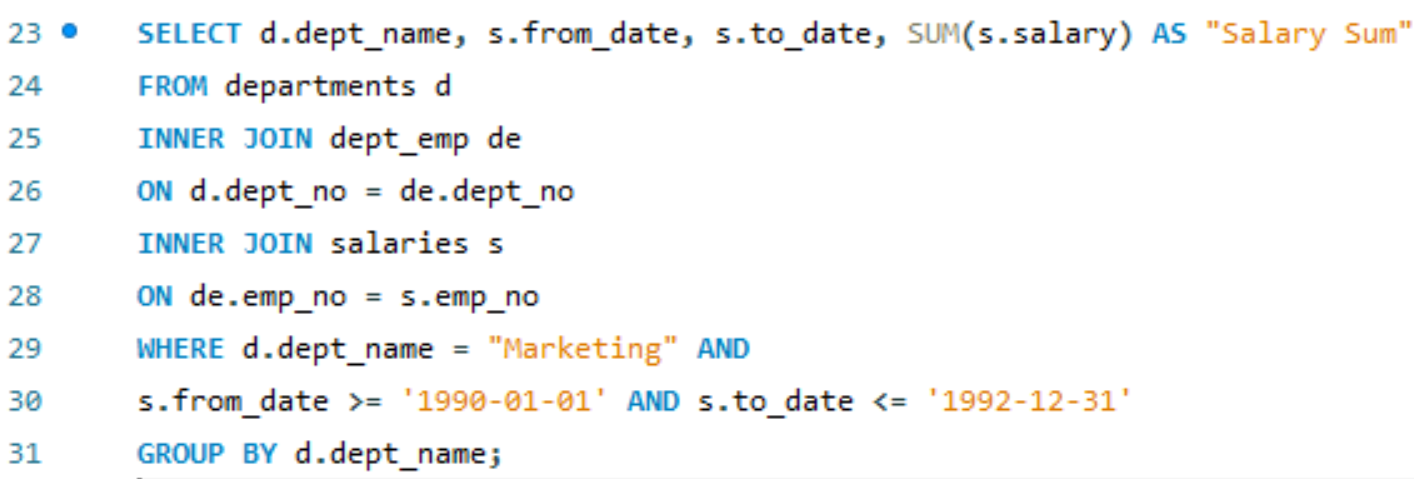 23 SELECT d.dept_name, s.from_date, s.to_date, SUM(s.salary) AS "Salary Sum"
24 FROM departments d
25 INNER JOIN dept_emp de
26 ON d.dept_no = de.dept_no
27 INNER JOIN salaries s
28 ON de.emp_no = s.emp_no
29 WHERE d.dept_name = "Marketing" AND
30 s.from_date >= '1990-01-01' AND s.to_date <= '1992-12-31'
31 GROUP BY d.dept_name;